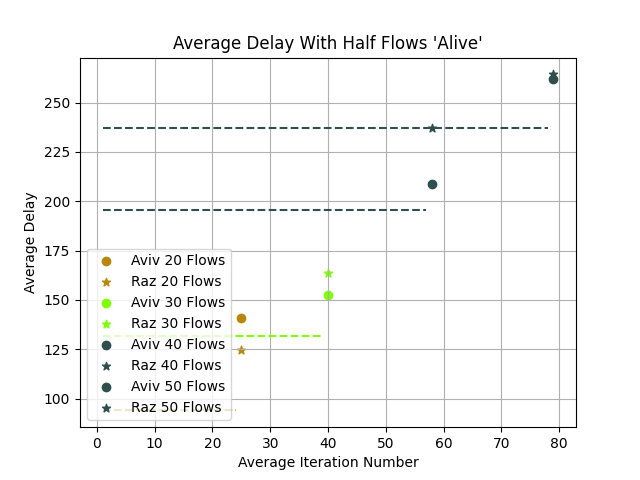 Average Delay With Half Flows 'Alive'
250
225
200
175
150
125
100
Average Delay
Aviv 20 Flows
Raz 20 Flows
Aviv 30 Flows
Raz 30 Flows
Aviv 40 Flows
Raz 40 Flows
Aviv 50 Flows
Raz 50 Flows
0 10 20 30 40 50 60 70 80
Average Iteration Number